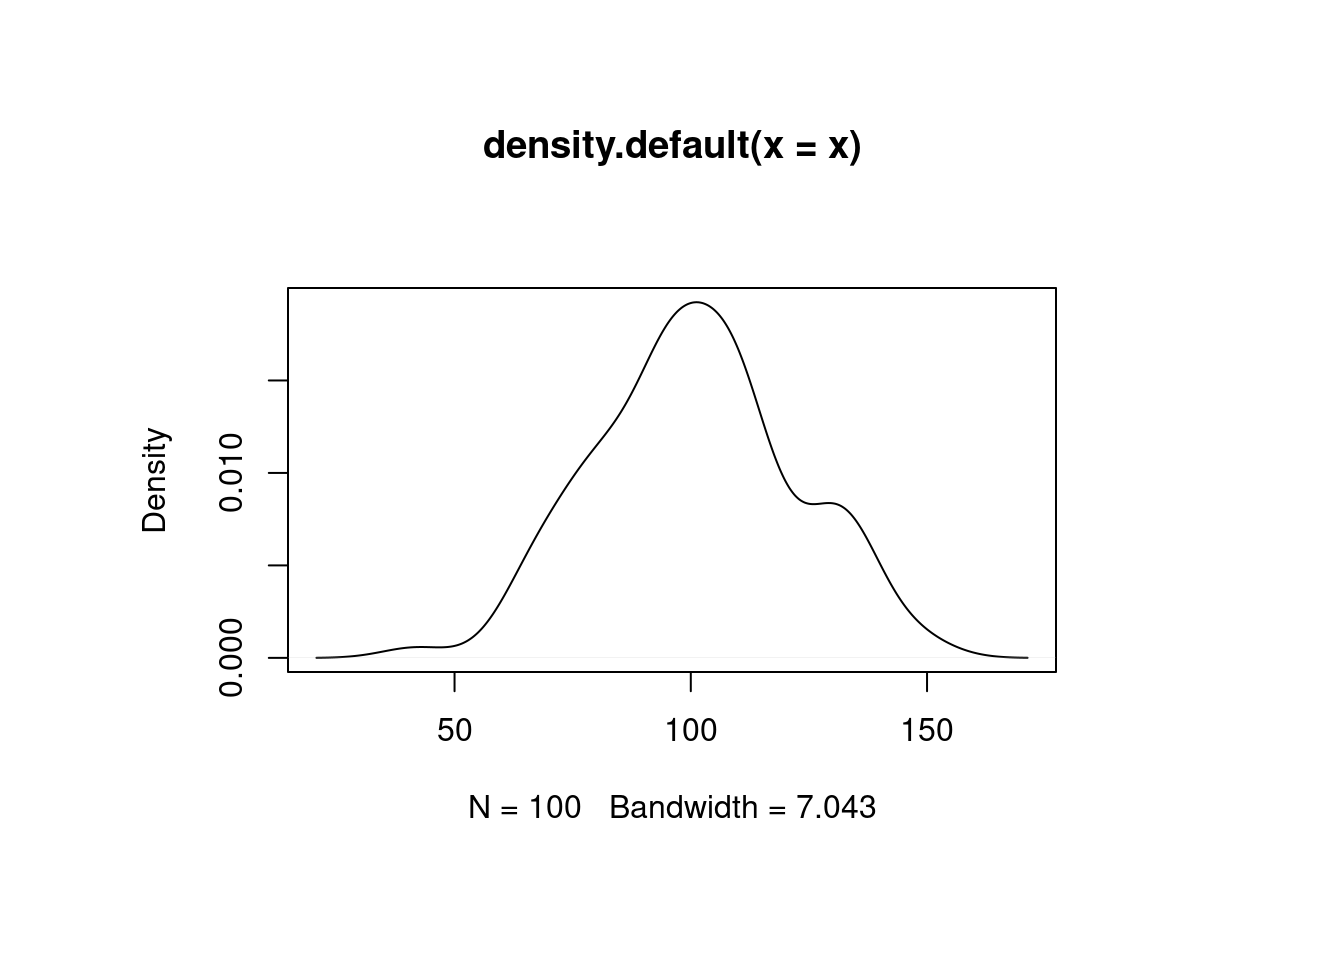 density.default(x = x)
Density
0.000
0.010
50
100
150
N = 100   Bandwidth = 7.043